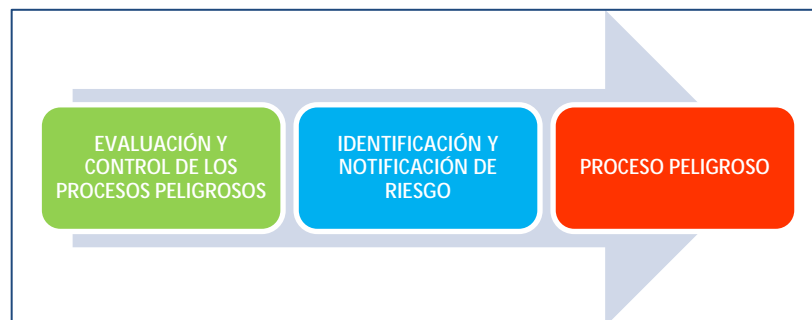 EVALUACIÓN Y
CONTROL DE LOS
PROCESOS PELIGROSOS
IDENTIFICACIÓN Y
NOTIFICACIÓN DE
RIESGO
PROCESO PELIGROSO